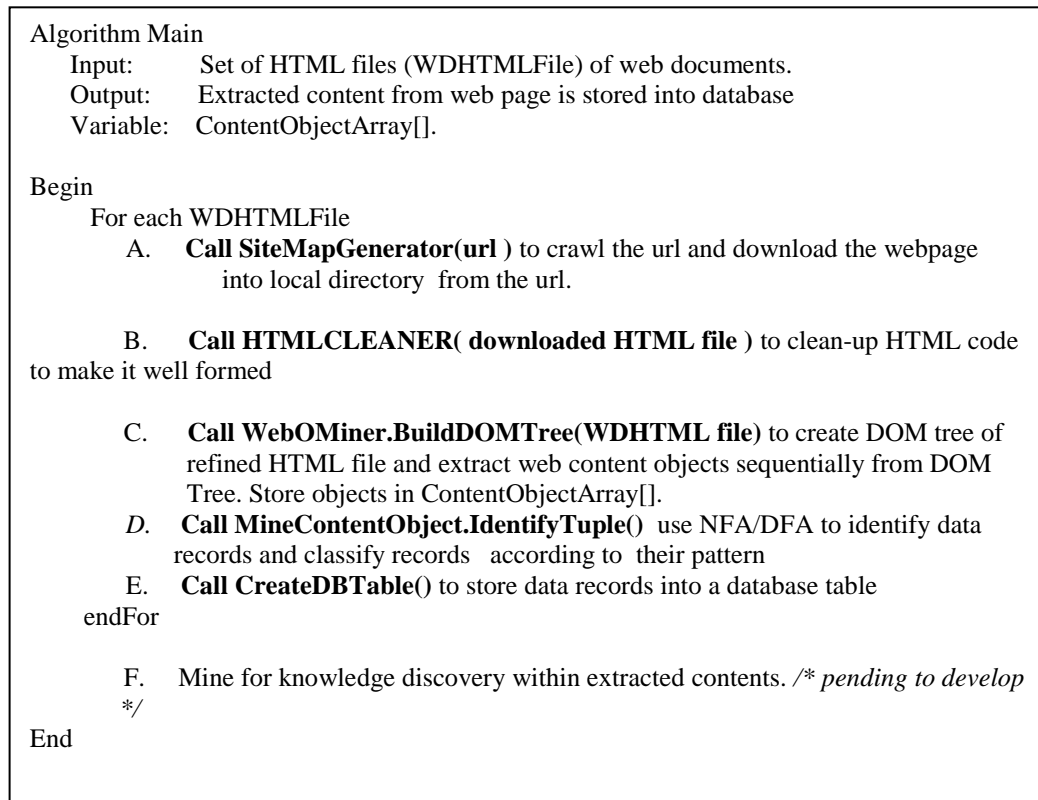 Algorithm Main
Input: Set of HTML files (WDHTMLFile) of web documents.
Output: Extracted content from web page is stored into database
Variable: ContentObjectArray[].
Begin
For each WDHTMLFile
A. Call SiteMapGenerator(url ) to crawl the url and download the webpage
into local directory from the url.
B. Call HTMLCLEANER( downloaded HTML file ) to clean-up HTML code
to make it well formed
C. Call WebOMiner.BuildDOMTree(WDHTML file) to create DOM tree of
refined HTML file and extract web content objects sequentially from DOM
Tree. Store objects in ContentObjectArray[].
D. Call MineContentObject.IdentifyTuple() use NFA/DFA to identify data
records and classify records according to their pattern
E. Call CreateDBTable() to store data records into a database table
endFor
F. Mine for knowledge discovery within extracted contents. /* pending to develop
*/
End